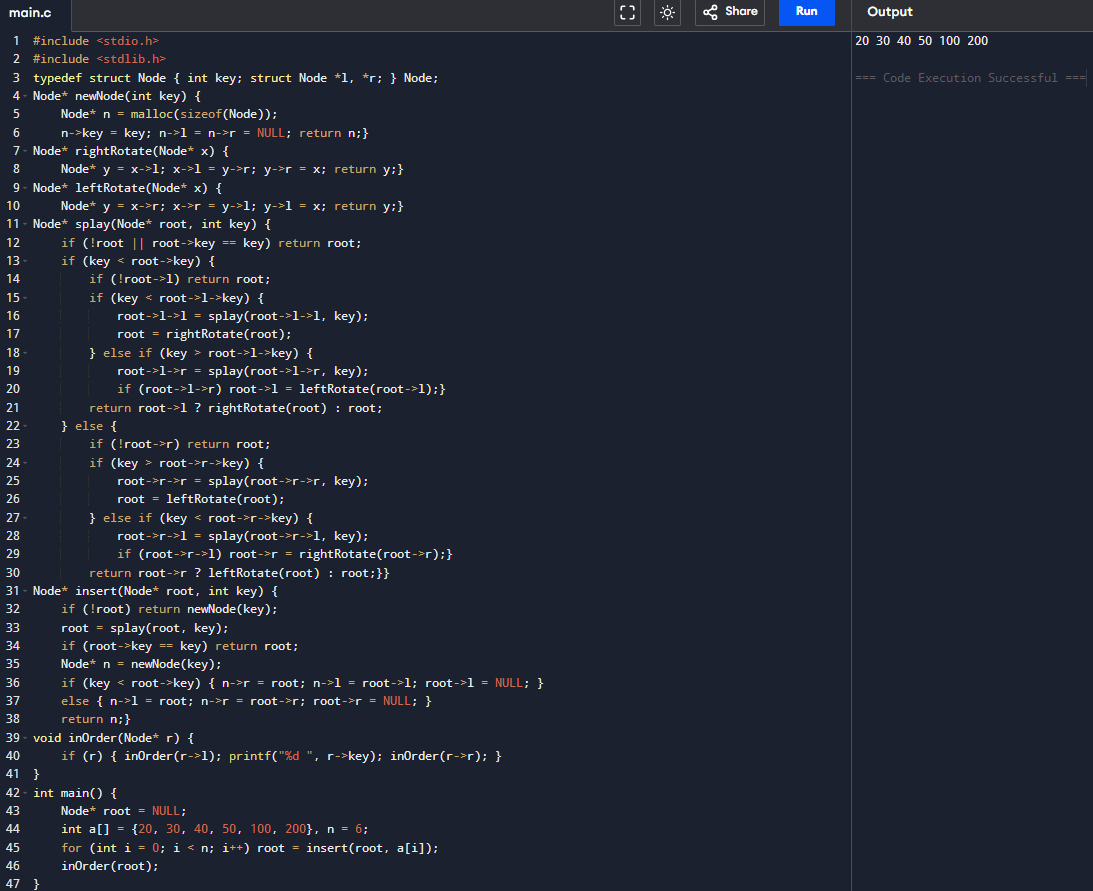 main.c
Share
Run
Output
1 #include <stdio.h>
2 #include <stdlib.h>
3 typedef struct Node { int key; struct Node *l, *r; } Node;
4 Node* newNode(int key) {
5     Node* n = malloc(sizeof(Node));
6     n->key = key; n->l = n->r = NULL; return n;}
7 Node* rightRotate(Node* x) {
8     Node* y = x->l; x->l = y->r; y->r = x; return y;}
9 Node* leftRotate(Node* x) {
10     Node* y = x->r; x->r = y->l; y->l = x; return y;}
11 Node* splay(Node* root, int key) {
12     if (!root || root->key == key) return root;
13     if (key < root->key) {
14         if (!root->l) return root;
15         if (key < root->l->key) {
16             root->l->l = splay(root->l->l, key);
17             root = rightRotate(root);
18         } else if (key > root->l->key) {
19             root->l->r = splay(root->l->r, key);
20             if (root->l->r) root->l = leftRotate(root->l);}
21         return root->l ? rightRotate(root) : root;
22     } else {
23         if (!root->r) return root;
24         if (key > root->r->key) {
25             root->r->r = splay(root->r->r, key);
26             root = leftRotate(root);
27         } else if (key < root->r->key) {
28             root->r->l = splay(root->r->l, key);
29             if (root->r->l) root->r = rightRotate(root->r);}
30         return root->r ? leftRotate(root) : root;}}
31 Node* insert(Node* root, int key) {
32     if (!root) return newNode(key);
33     root = splay(root, key);
34     if (root->key == key) return root;
35     Node* n = newNode(key);
36     if (key < root->key) { n->r = root; n->l = root->l; root->l = NULL; }
37     else { n->l = root; n->r = root->r; root->r = NULL; }
38     return n;}
39 void inOrder(Node* r) {
40     if (r) { inOrder(r->l); printf("%d ", r->key); inOrder(r->r); }
41 }
42 int main() {
43     Node* root = NULL;
44     int a[] = {20, 30, 40, 50, 100, 200}, n = 6;
45     for (int i = 0; i < n; i++) root = insert(root, a[i]);
46     inOrder(root);
47 }
20 30 40 50 100 200
=== Code Execution Successful ===